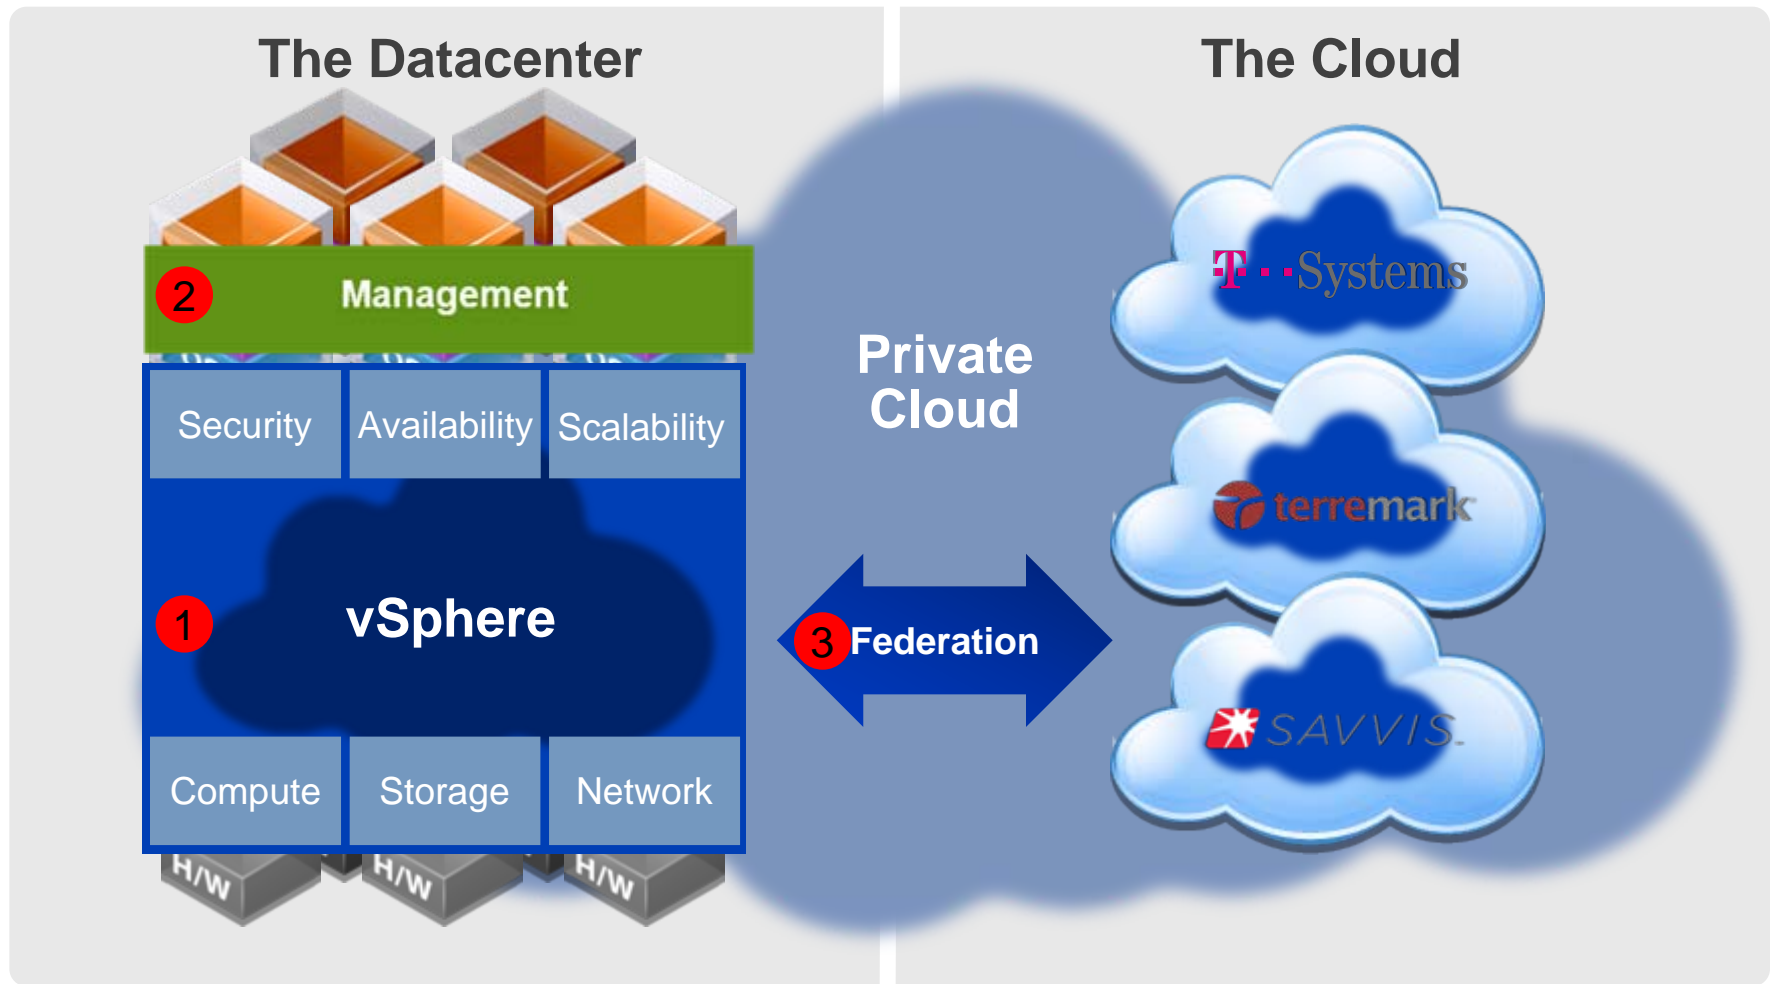 The Datacenter
The Cloud
2
Management
T··Systems
Private
Cloud
Security
Availability
Scalability
terremark
1
vSphere
3
Federation
SAVVIS
Compute
Storage
Network
H/W
H/W
H/W